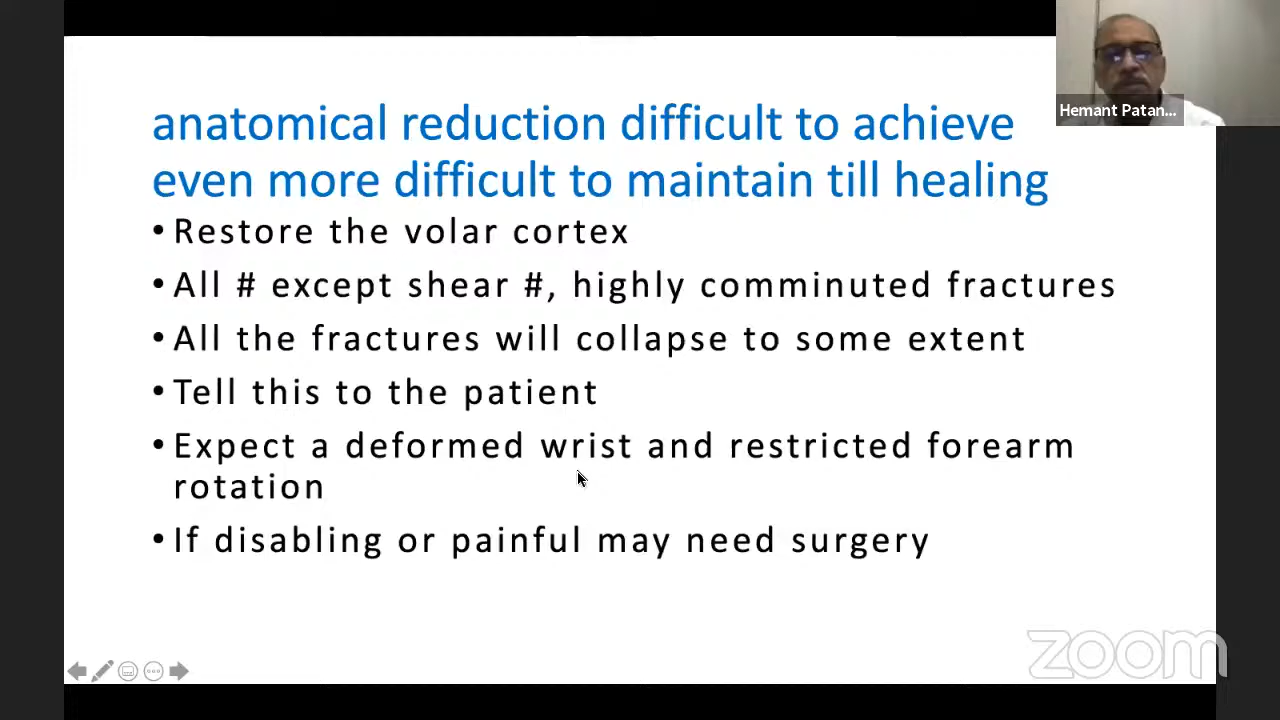 anatomical reduction difficult to achieve
even more difficult to maintain till healing
• Restore the volar cortex
• All # except shear #, highly comminuted fractures
• All the fractures will collapse to some extent
• Tell this to the patient
• Expect a deformed wrist and restricted forearm
rotation
• If disabling or painful may need surgery
Hemant Patan...
zoom